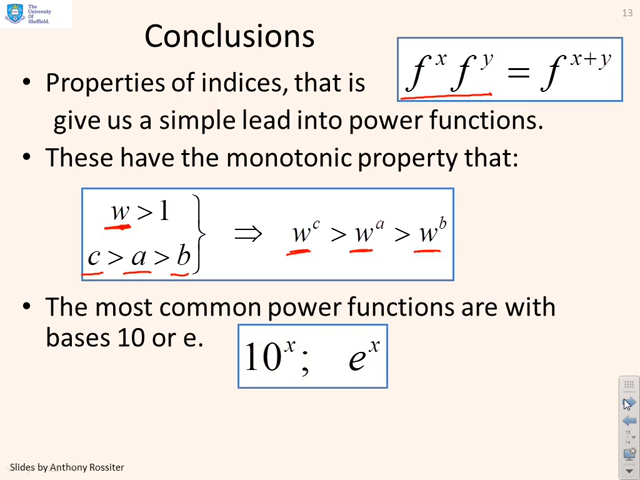 The
University
Of
Sheffield.
13
Conclusions
f^x f^y = f^{x+y}
• Properties of indices, that is
give us a simple lead into power functions.
• These have the monotonic property that:
w > 1
c > a > b } ⇒ w^c > w^a > w^b
• The most common power functions are with
bases 10 or e.
10^x; e^x
Slides by Anthony Rossiter